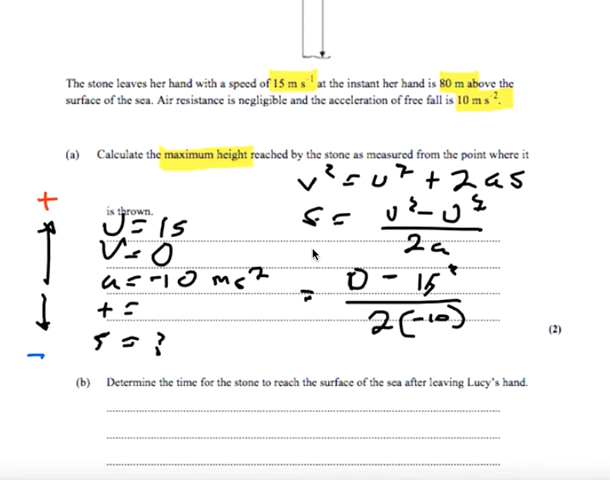 The stone leaves her hand with a speed of 15 m s⁻¹ at the instant her hand is 80 m above the
surface of the sea. Air resistance is negligible and the acceleration of free fall is 10 m s⁻².
(a) Calculate the maximum height reached by the stone as measured from the point where it
is thrown.
v² = u² + 2as
s = v² - u² / 2a
= 0 - 15² / 2(-10)
+
-
U = 15
V = 0
a = -10 ms²
t =
s = ?
(2)
(b) Determine the time for the stone to reach the surface of the sea after leaving Lucy's hand.